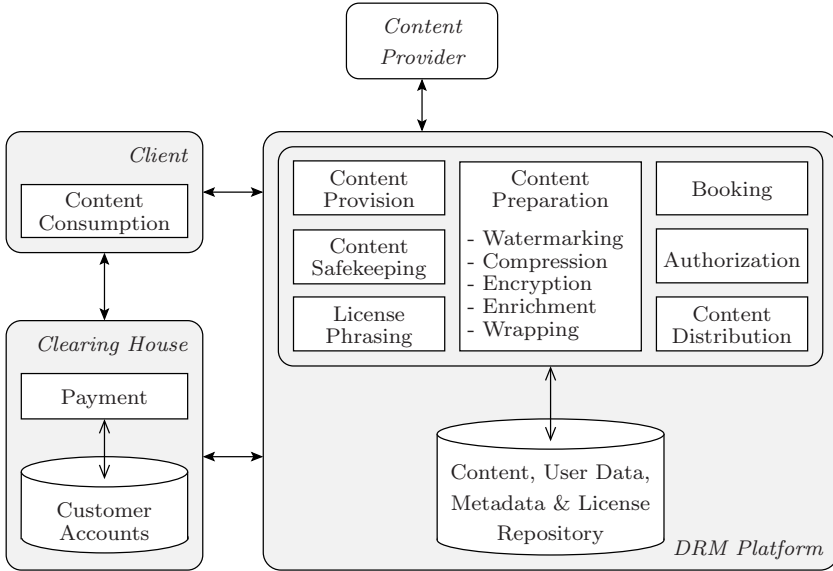 Content
Provider
Client
Content
Consumption
Clearing House
Payment
Customer
Accounts
Content
Provision
Content
Safekeeping
License
Phrasing
Content
Preparation
- Watermarking
- Compression
- Encryption
- Enrichment
- Wrapping
Booking
Authorization
Content
Distribution
Content, User Data,
Metadata & License
Repository
DRM Platform